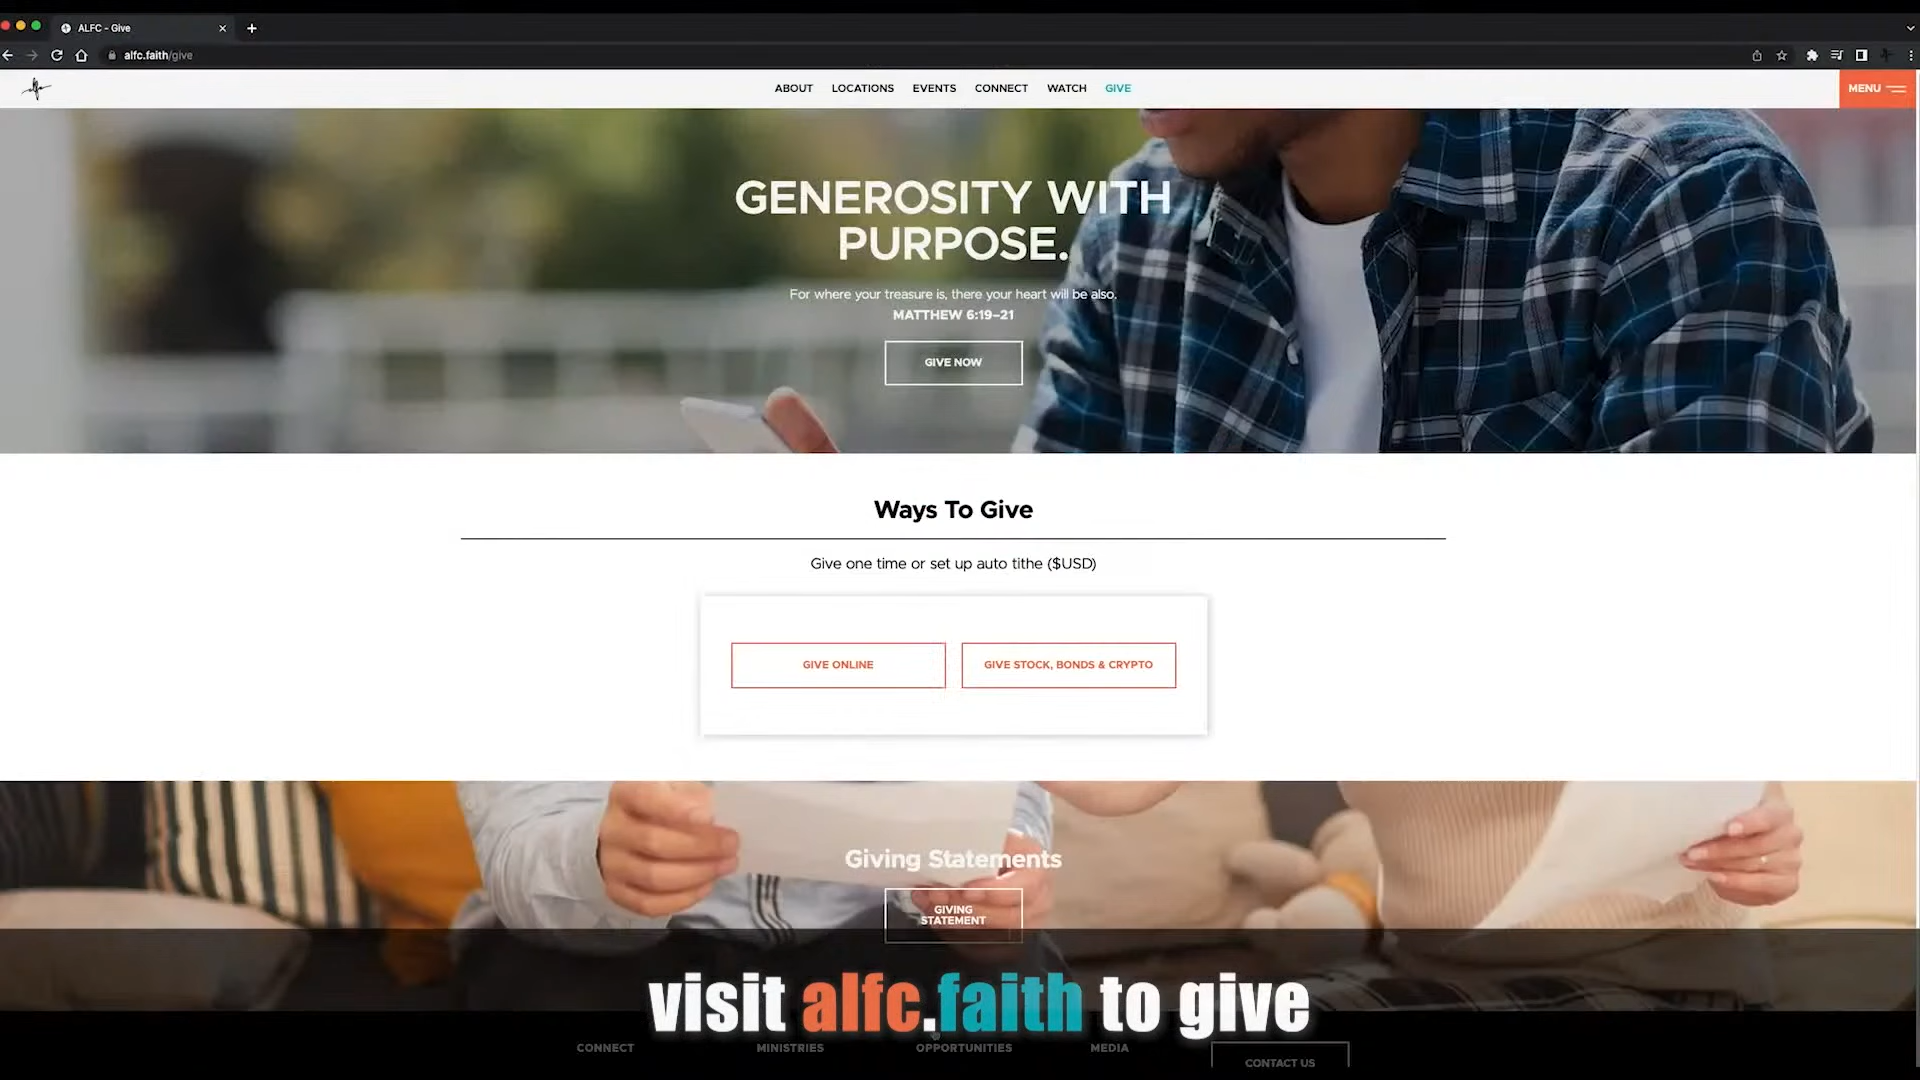 ALFC - Give
alfc.faith/give
ABOUT LOCATIONS EVENTS CONNECT WATCH GIVE
MENU
GENEROSITY WITH
PURPOSE.
For where your treasure is, there your heart will be also.
MATTHEW 6:19–21
GIVE NOW
Ways To Give
Give one time or set up auto tithe ($USD)
GIVE ONLINE
GIVE STOCK, BONDS & CRYPTO
Giving Statements
GIVING
STATEMENT
visit alfc.faith to give
CONNECT MINISTRIES OPPORTUNITIES MEDIA
CONTACT US